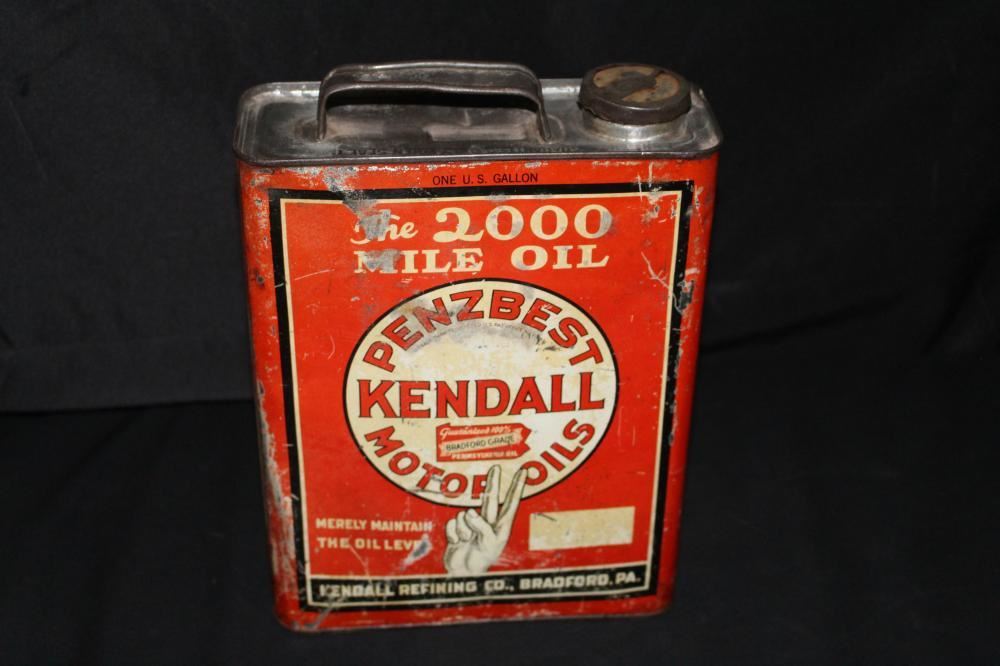 ONE U.S. GALLON
The 2000
MILE OIL
PENZBEST
KENDALL
Guaranteed 100%
BRADFORD GRADE
PENNSYLVANIA OIL
MOTOR OILS
MERELY MAINTAIN
THE OIL LEVEL
KENDALL REFINING CO., BRADFORD, PA.